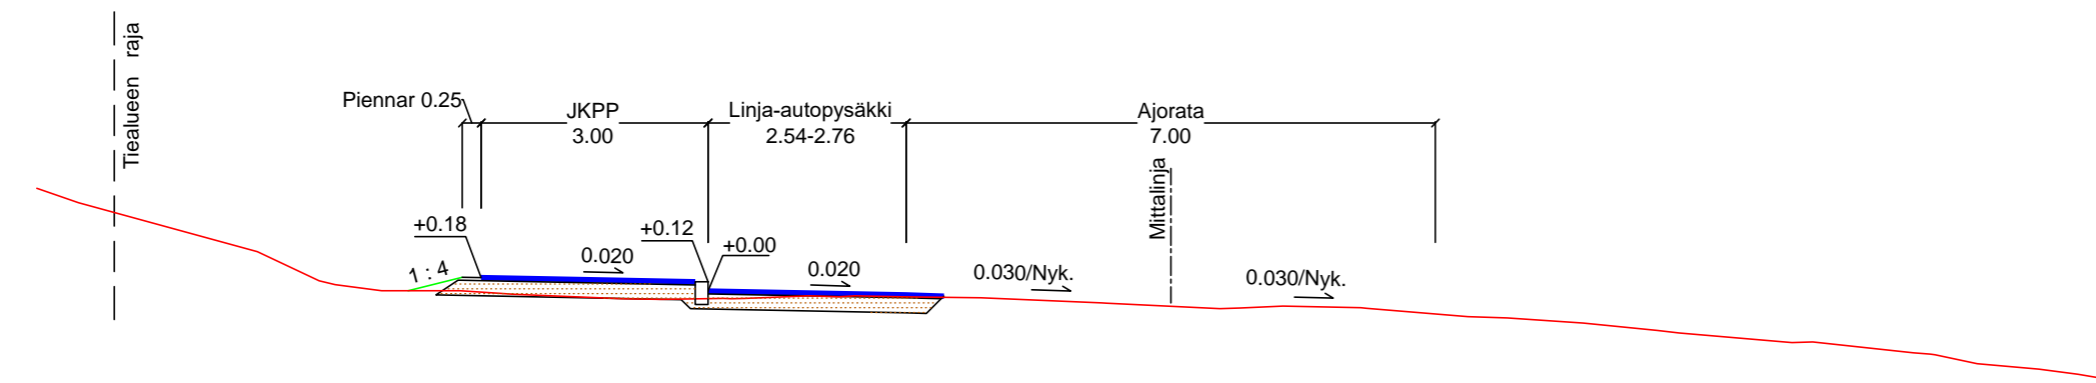 Tiealueen raja
Piennar 0.25
JKPP
3.00
Linja-autopysäkki
2.54-2.76
Ajorata
7.00
Mittalinja
+0.18
+0.12
+0.00
1 : 4
0.020
0.020
0.030/Nyk.
0.030/Nyk.